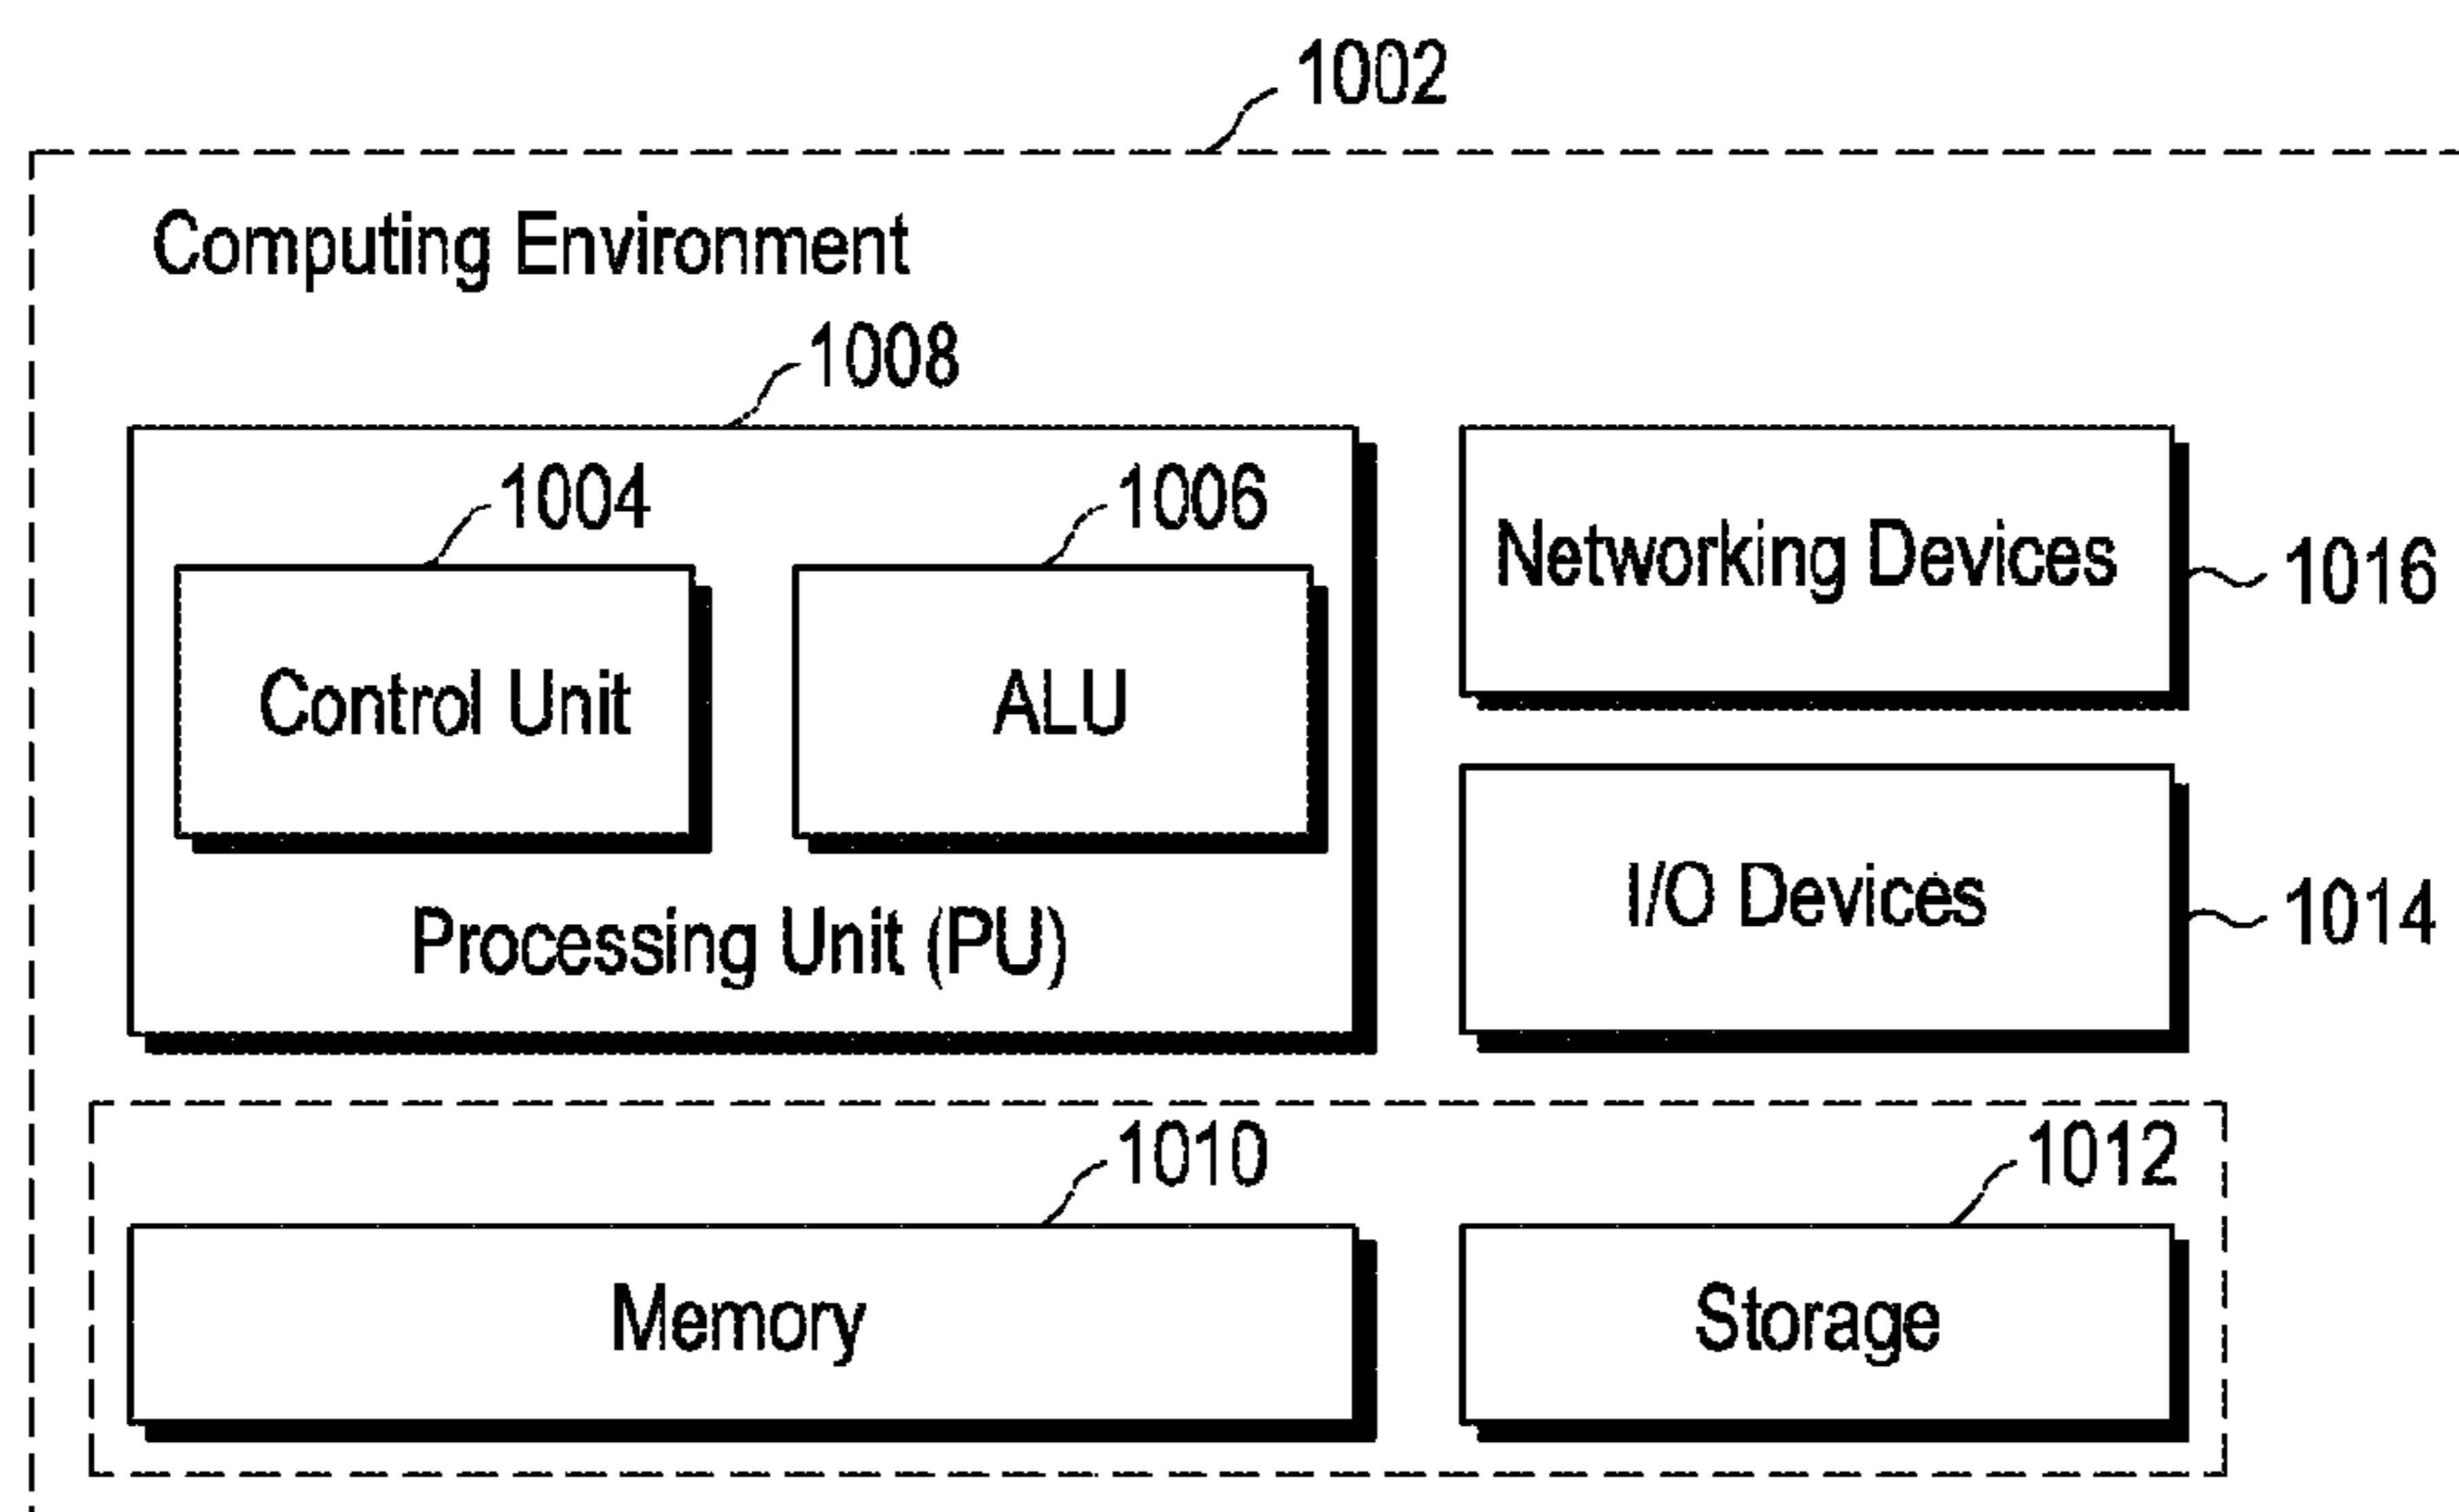 1002
Computing Environment
1008
1004
1006
Networking Devices
1016
Control Unit
ALU
I/O Devices
1014
Processing Unit (PU)
1010
1012
Memory
Storage